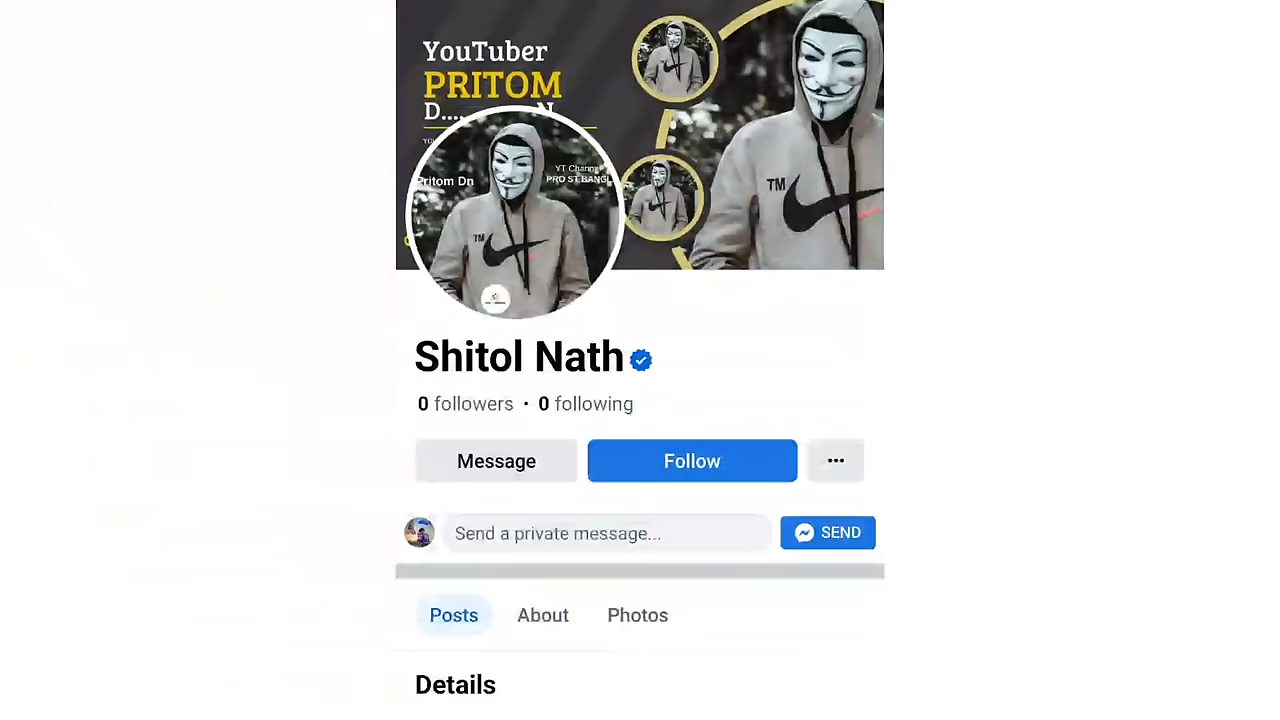 YouTuber
PRITOM
D.... N
Pritom Dn
YT Channel
PRO ST BANGL
TM
TM
Shitol Nath
0 followers • 0 following
Message
Follow
Send a private message...
SEND
Posts
About
Photos
Details